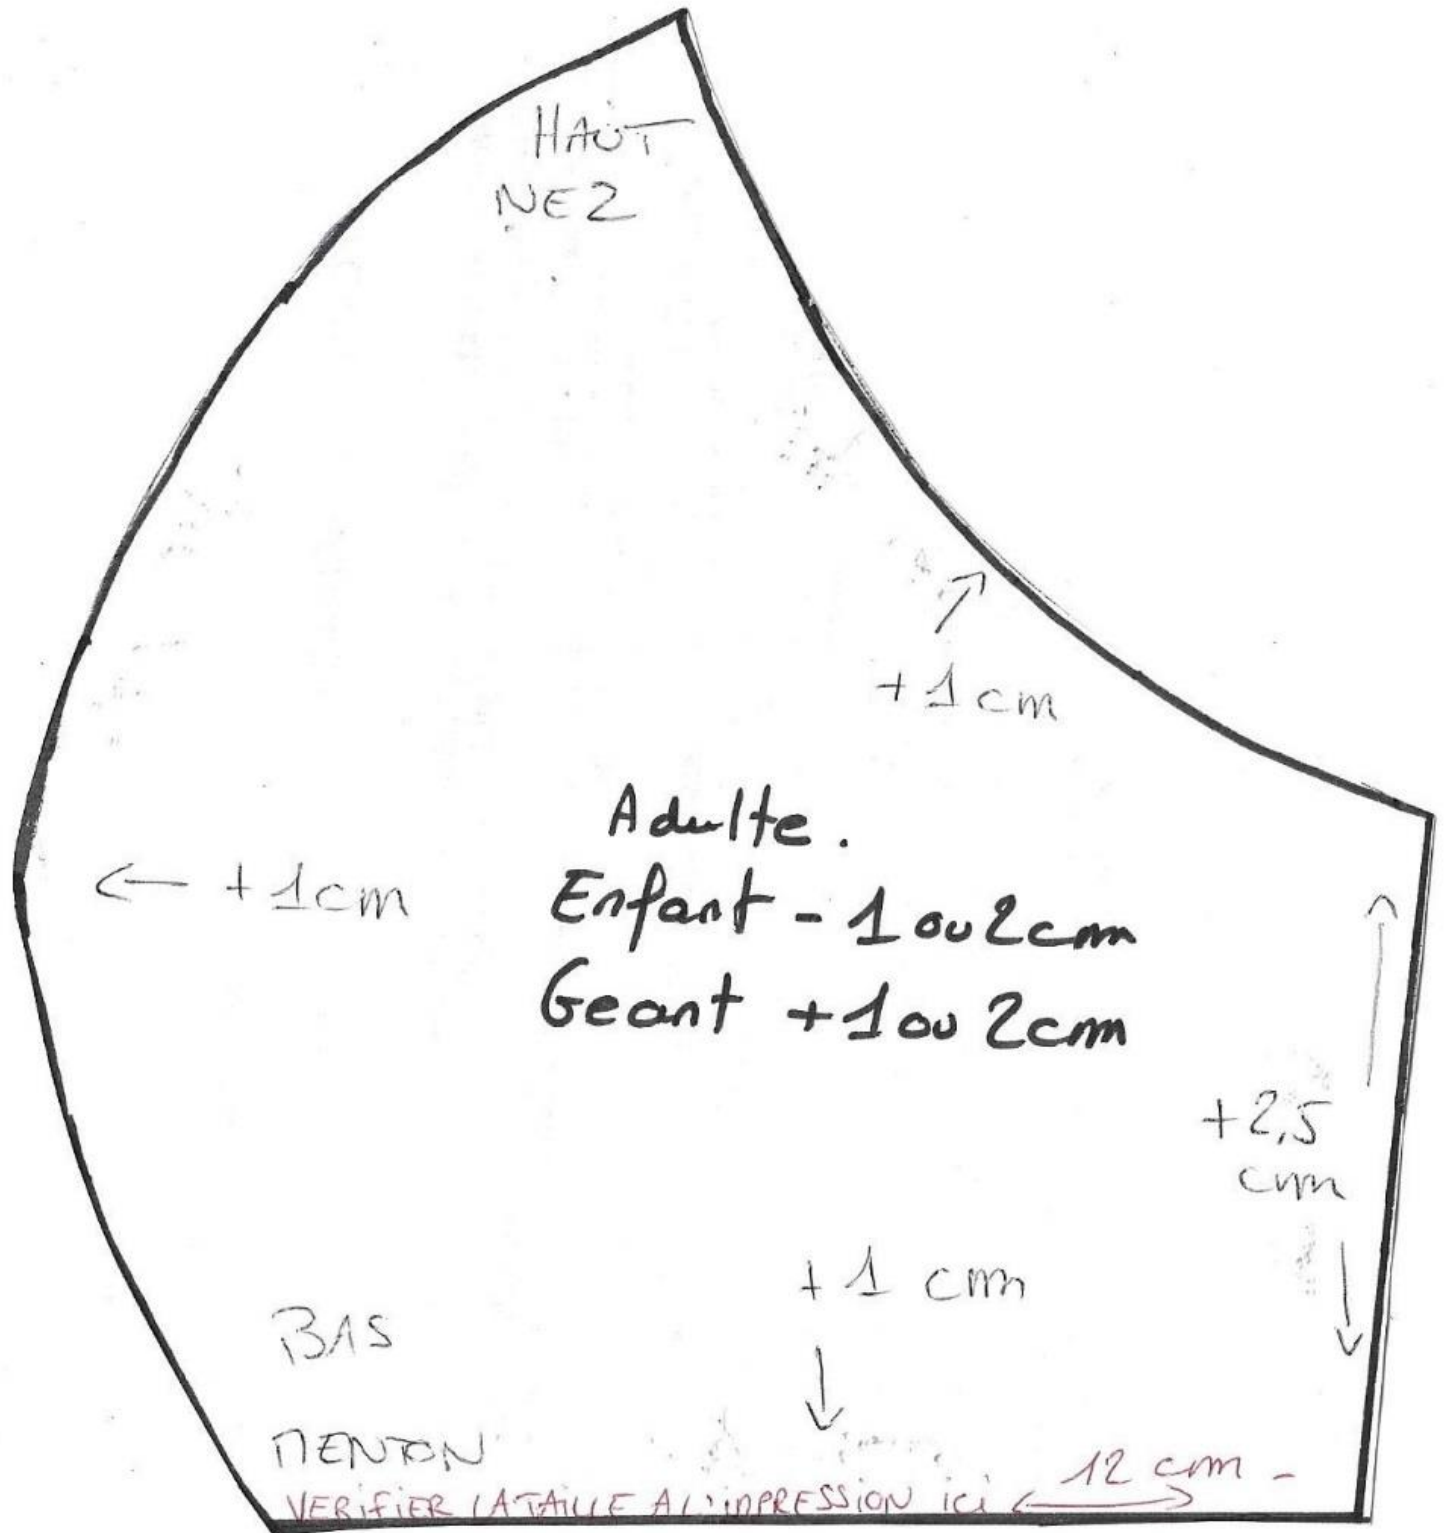 HAUT
NEZ
+1cm
Adulte.
← +1cm
Enfant - 1 ou 2cm
Geant +1 ou 2cm
+2,5
cm
+1 cm
BAS
MENTON
12 cm -
VERIFIER LA TAILLE A L'IMPRESSION ICI